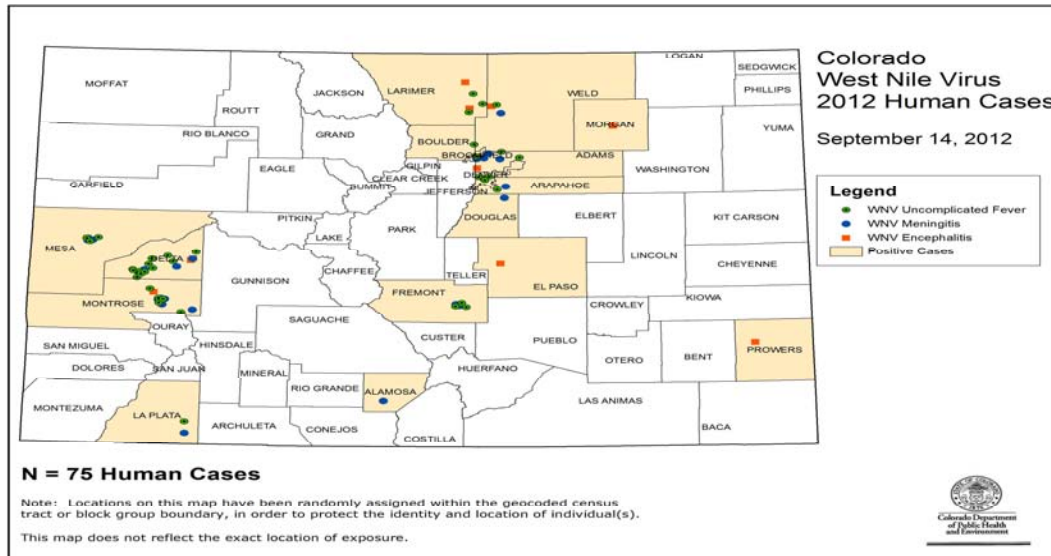 Colorado
West Nile Virus
2012 Human Cases
September 14, 2012
Legend
WNV Uncomplicated Fever
WNV Meningitis
WNV Encephalitis
Positive Cases
MOFFAT
ROUTT
JACKSON
LARIMER
WELD
LOGAN
SEDGWICK
PHILLIPS
MORGAN
YUMA
RIO BLANCO
GRAND
BOULDER
GILPIN
ADAMS
WASHINGTON
GARFIELD
EAGLE
CLEAR CREEK
SUMMIT
JEFFERSON
ARAPAHOE
DOUGLAS
ELBERT
KIT CARSON
PITKIN
LAKE
PARK
MESA
DELTA
GUNNISON
CHAFFEE
TELLER
EL PASO
LINCOLN
CHEYENNE
MONTROSE
FREMONT
CROWLEY
KIOWA
OURAY
SAGUACHE
CUSTER
PUEBLO
SAN MIGUEL
HINSDALE
OTERO
BENT
PROWERS
DOLORES
SAN JUAN
MINERAL
RIO GRANDE
ALAMOSA
HUERFANO
MONTEZUMA
LA PLATA
ARCHULETA
CONEJOS
COSTILLA
LAS ANIMAS
BACA
N = 75 Human Cases
Note: Locations on this map have been randomly assigned within the geocoded census
tract or block group boundary, in order to protect the identity and location of individual(s).
This map does not reflect the exact location of exposure.
Colorado Department
of Public Health
and Environment